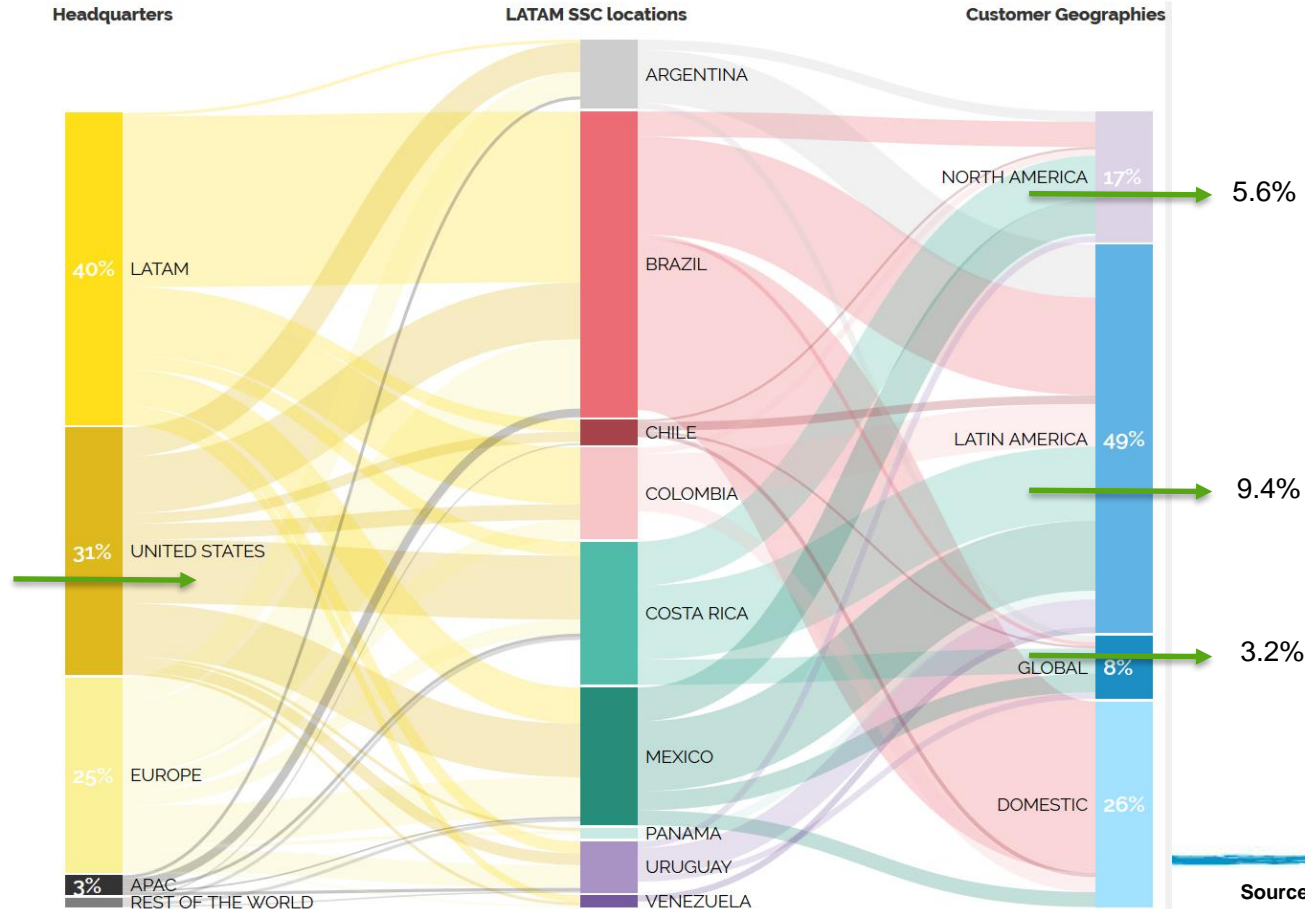 Headquarters
LATAM SSC locations
Customer Geographies
ARGENTINA
BRAZIL
CHILE
COLOMBIA
COSTA RICA
MEXICO
PANAMA
URUGUAY
VENEZUELA
40% LATAM
31% UNITED STATES
25% EUROPE
3% APAC
REST OF THE WORLD
NORTH AMERICA 17%
5.6%
LATIN AMERICA 49%
9.4%
GLOBAL 8%
3.2%
DOMESTIC 26%
Source